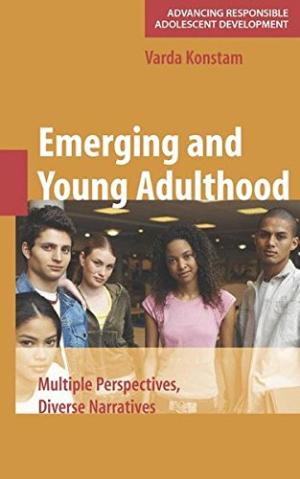 ADVANCING RESPONSIBLE
ADOLESCENT DEVELOPMENT
Varda Konstam
Emerging and
Young Adulthood
Multiple Perspectives,
Diverse Narratives